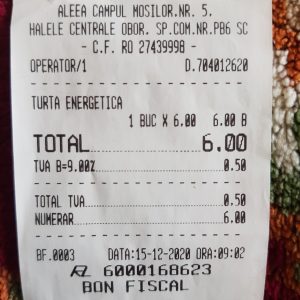 ALEEA CAMPUL MOSILOR.NR. 5,
HALELE CENTRALE OBOR. SP.COM.NR.PB6 SC
- C.F. RO 27439998 -
OPERATOR/1 D.704012620
TURTA ENERGETICA
1 BUC X 6.00 6.00 B
TOTAL 6.00
TVA B=9.00% 0.50
TOTAL TVA 0.50
NUMERAR 6.00
BF.0003 DATA:15-12-2020 ORA:09:02
6000168623
BON FISCAL